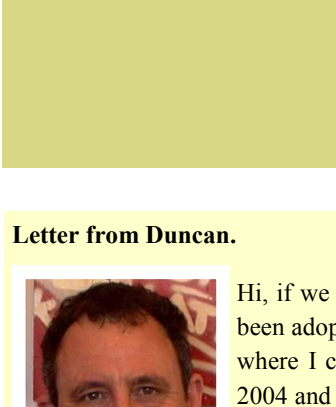 Letter from Duncan.
Hi, if we
been adop
where I c
2004 and